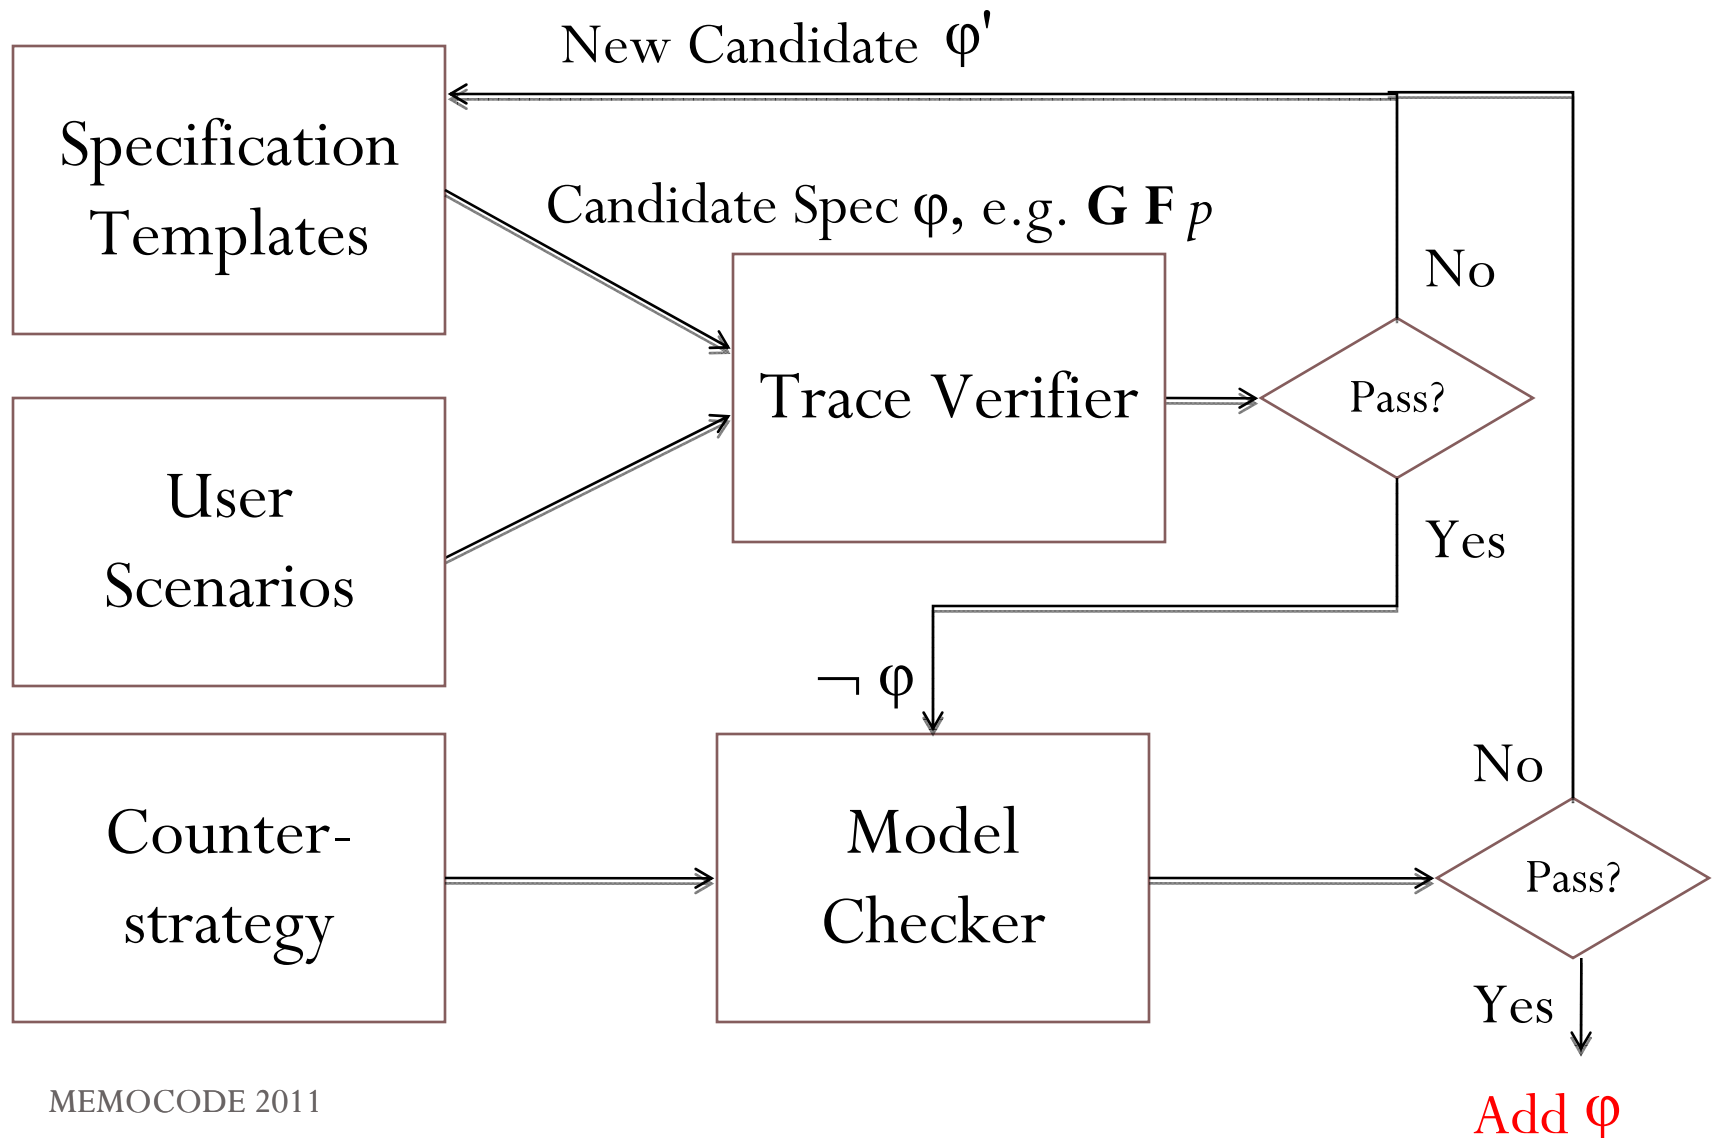 New Candidate φ'
Specification
Templates
Candidate Spec φ, e.g. G F p
No
Trace Verifier
Pass?
User
Scenarios
Yes
¬ φ
No
Counter-
strategy
Model
Checker
Pass?
Yes
MEMOCODE 2011
Add φ